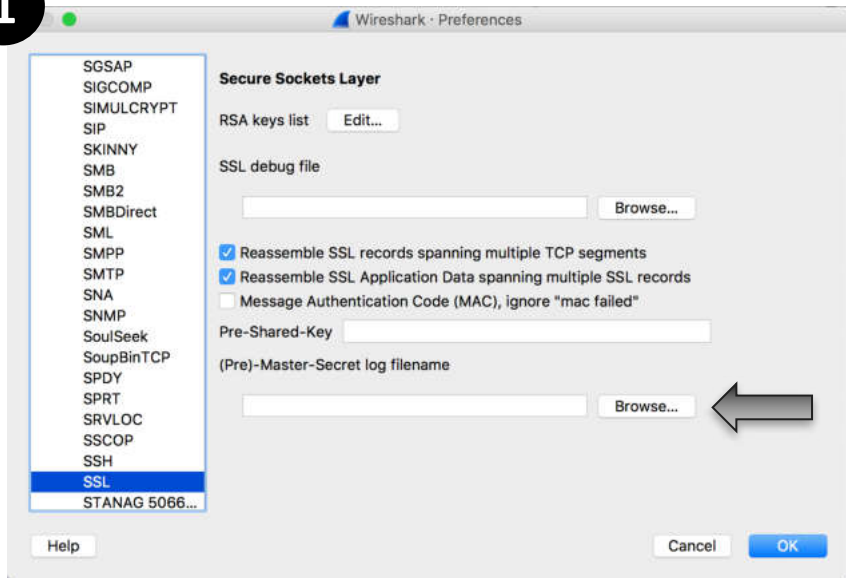 1
Wireshark · Preferences
SGSAP
SIGCOMP
SIMULCRYPT
SIP
SKINNY
SMB
SMB2
SMBDirect
SML
SMPP
SMTP
SNA
SNMP
SoulSeek
SoupBinTCP
SPDY
SPRT
SRVLOC
SSCOP
SSH
SSL
STANAG 5066...
Secure Sockets Layer
RSA keys list Edit...
SSL debug file
Browse...
Reassemble SSL records spanning multiple TCP segments
Reassemble SSL Application Data spanning multiple SSL records
Message Authentication Code (MAC), ignore "mac failed"
Pre-Shared-Key
(Pre)-Master-Secret log filename
Browse...
Help Cancel OK